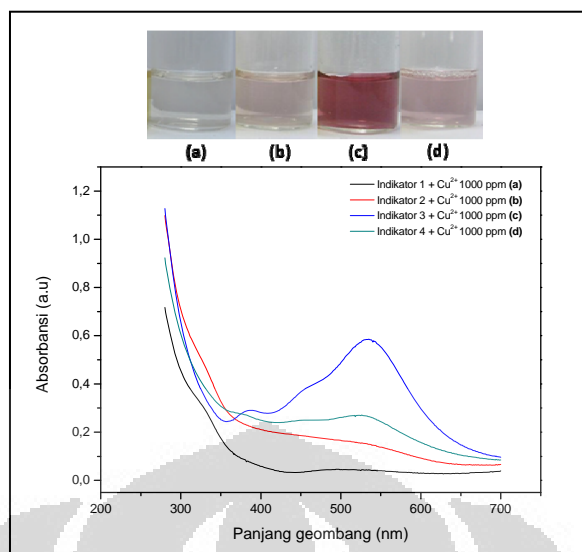 (a) (b) (c) (d)
Indikator 1 + Cu²⁺ 1000 ppm (a)
Indikator 2 + Cu²⁺ 1000 ppm (b)
Indikator 3 + Cu²⁺ 1000 ppm (c)
Indikator 4 + Cu²⁺ 1000 ppm (d)
1,2
1,0
0,8
0,6
0,4
0,2
0,0
Absorbansi (a.u)
200 300 400 500 600 700
Panjang geombang (nm)